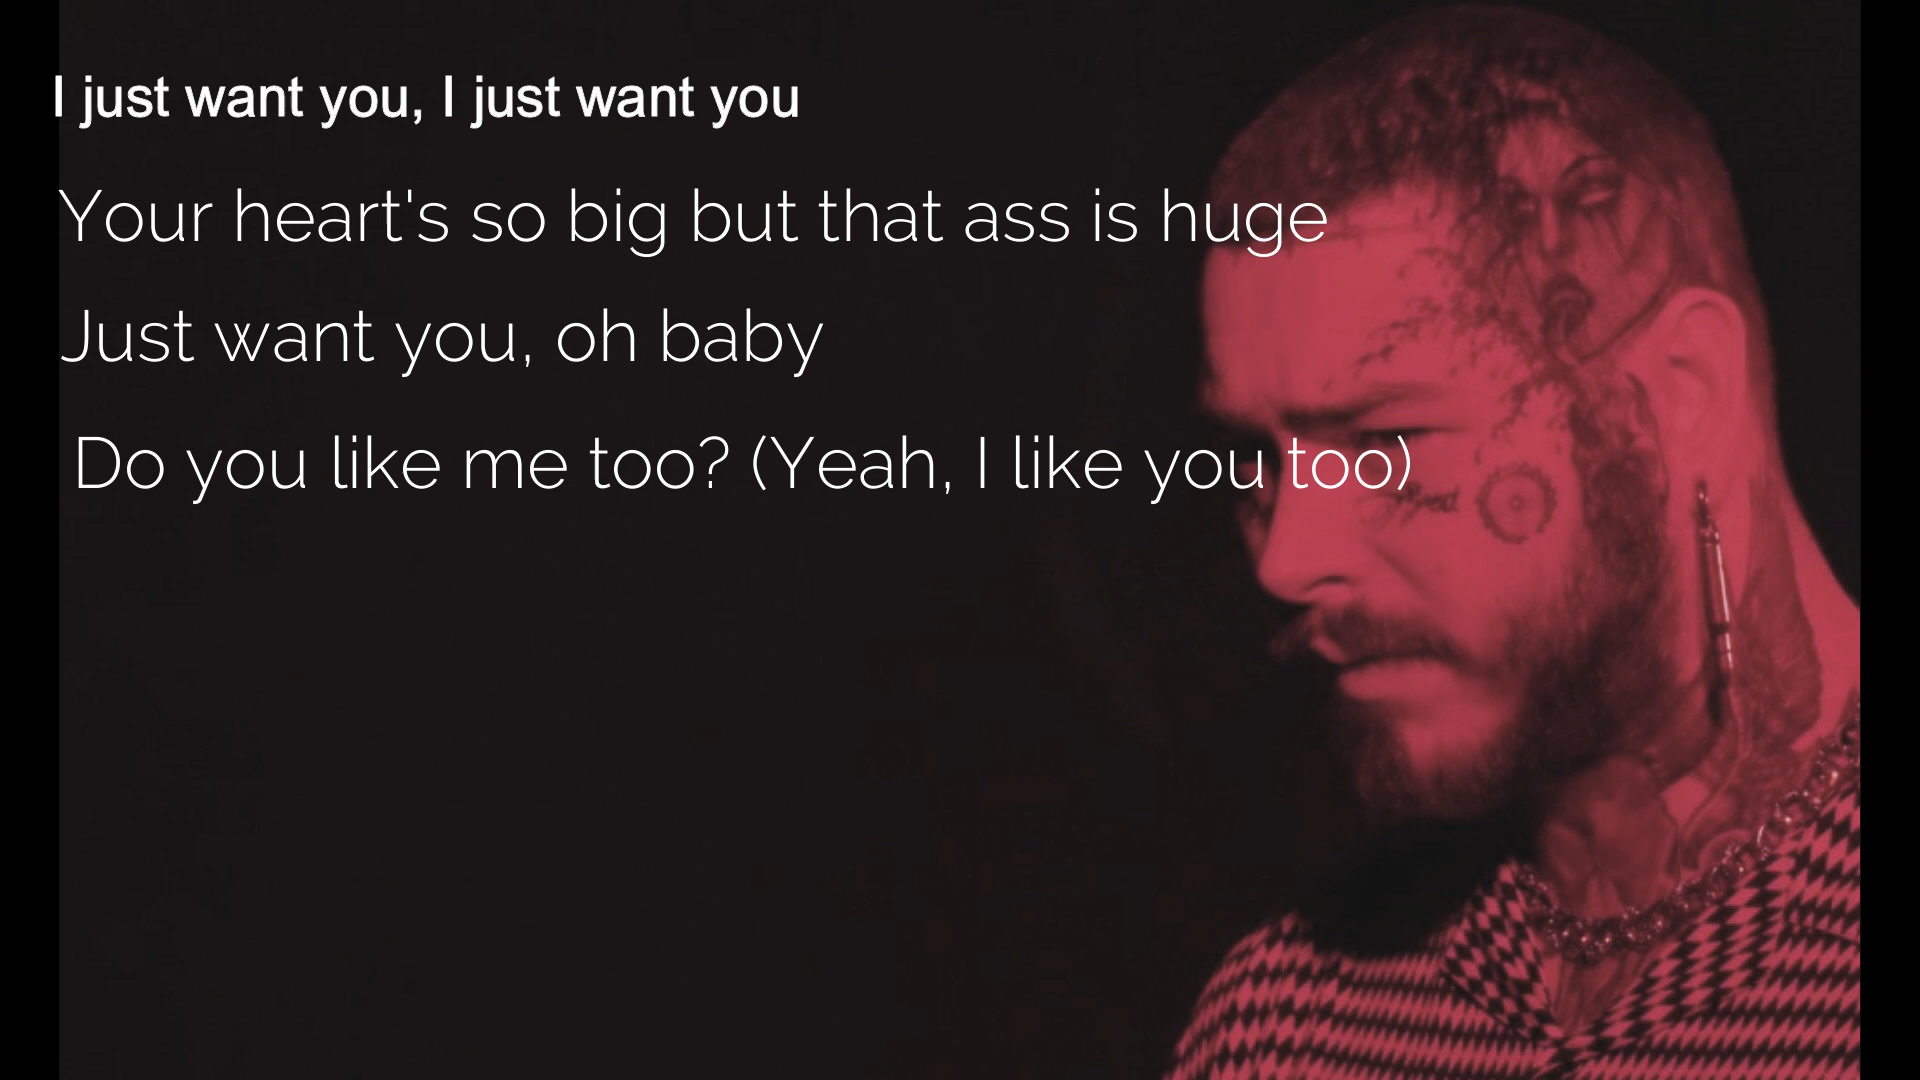 I just want you, I just want you
Your heart's so big but that ass is huge
Just want you, oh baby
Do you like me too? (Yeah, I like you too)